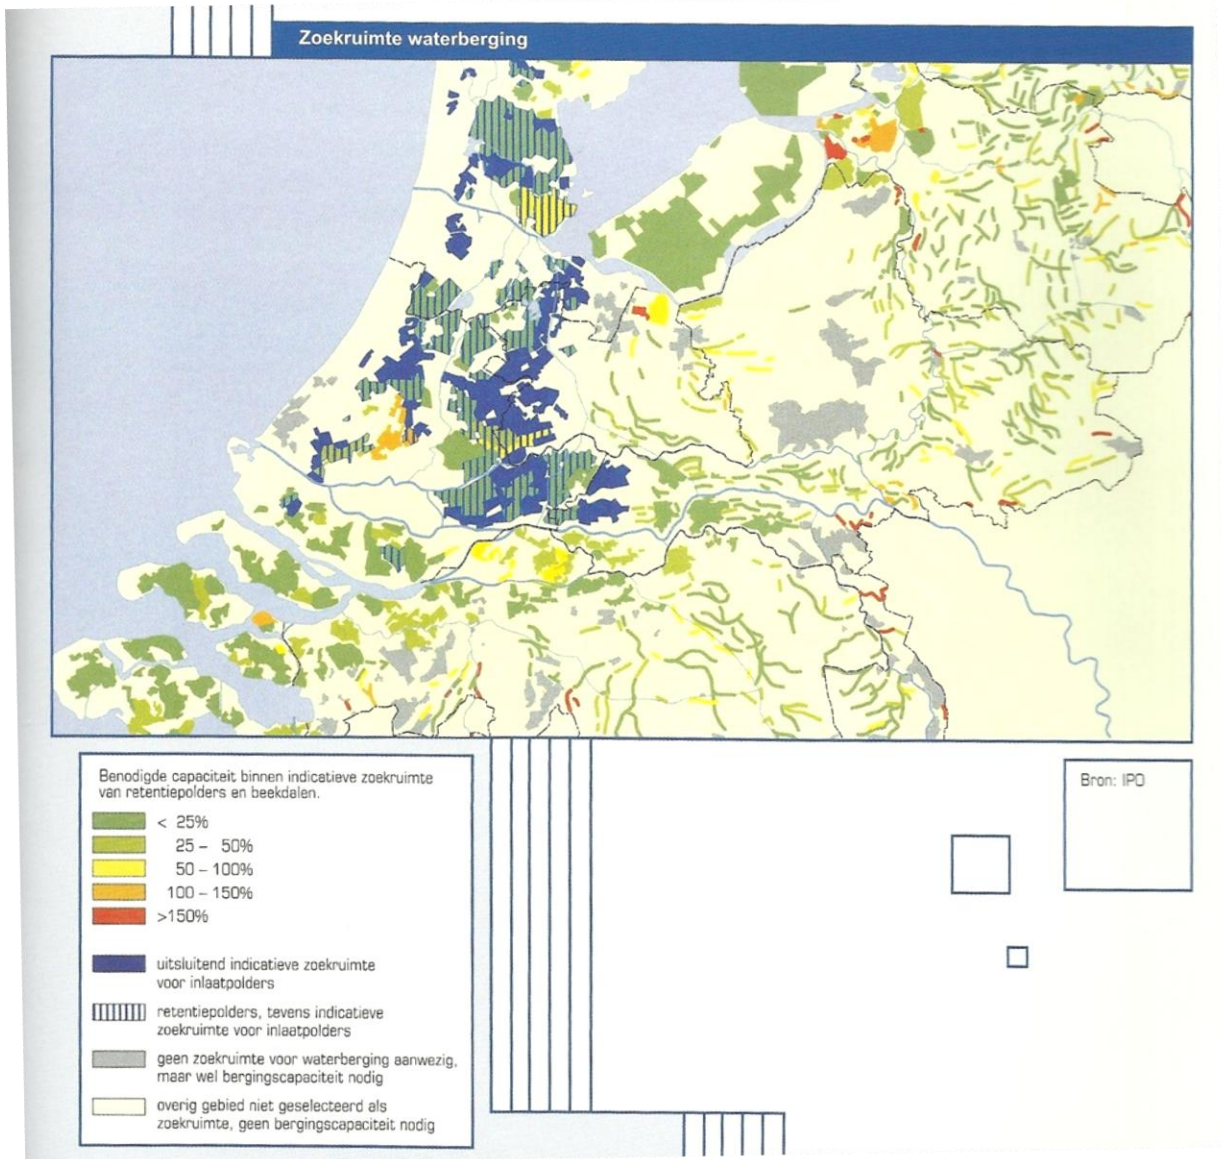 Zoekruimte waterberging
Benodigde capaciteit binnen indicatieve zoekruimte
van retentiepolders en beekdalen.
< 25%
25 – 50%
50 – 100%
100 – 150%
>150%
uitsluitend indicatieve zoekruimte
voor inlaatpolders
retentiepolders, tevens indicatieve
zoekruimte voor inlaatpolders
geen zoekruimte voor waterberging aanwezig,
maar wel bergingscapaciteit nodig
overig gebied niet geselecteerd als
zoekruimte, geen bergingscapaciteit nodig
Bron: IPO